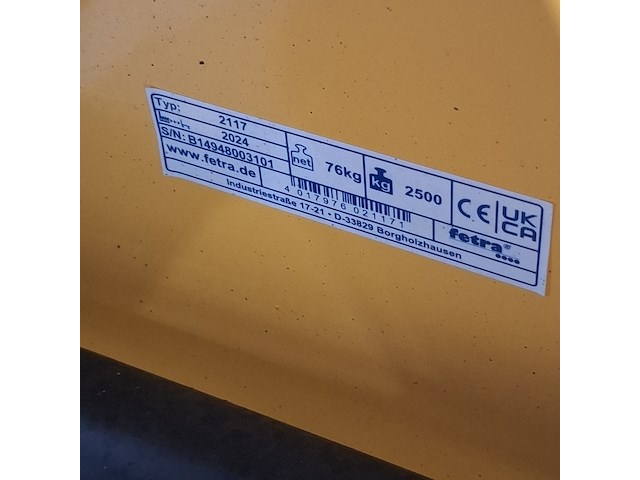 Typ:
2117
2024
S/N: B14948003101
www.fetra.de
net 76kg
kg 2500
CE UK CA
4 017976 021171
Industriestraße 17-21 • D-33829 Borgholzhausen
fetra®